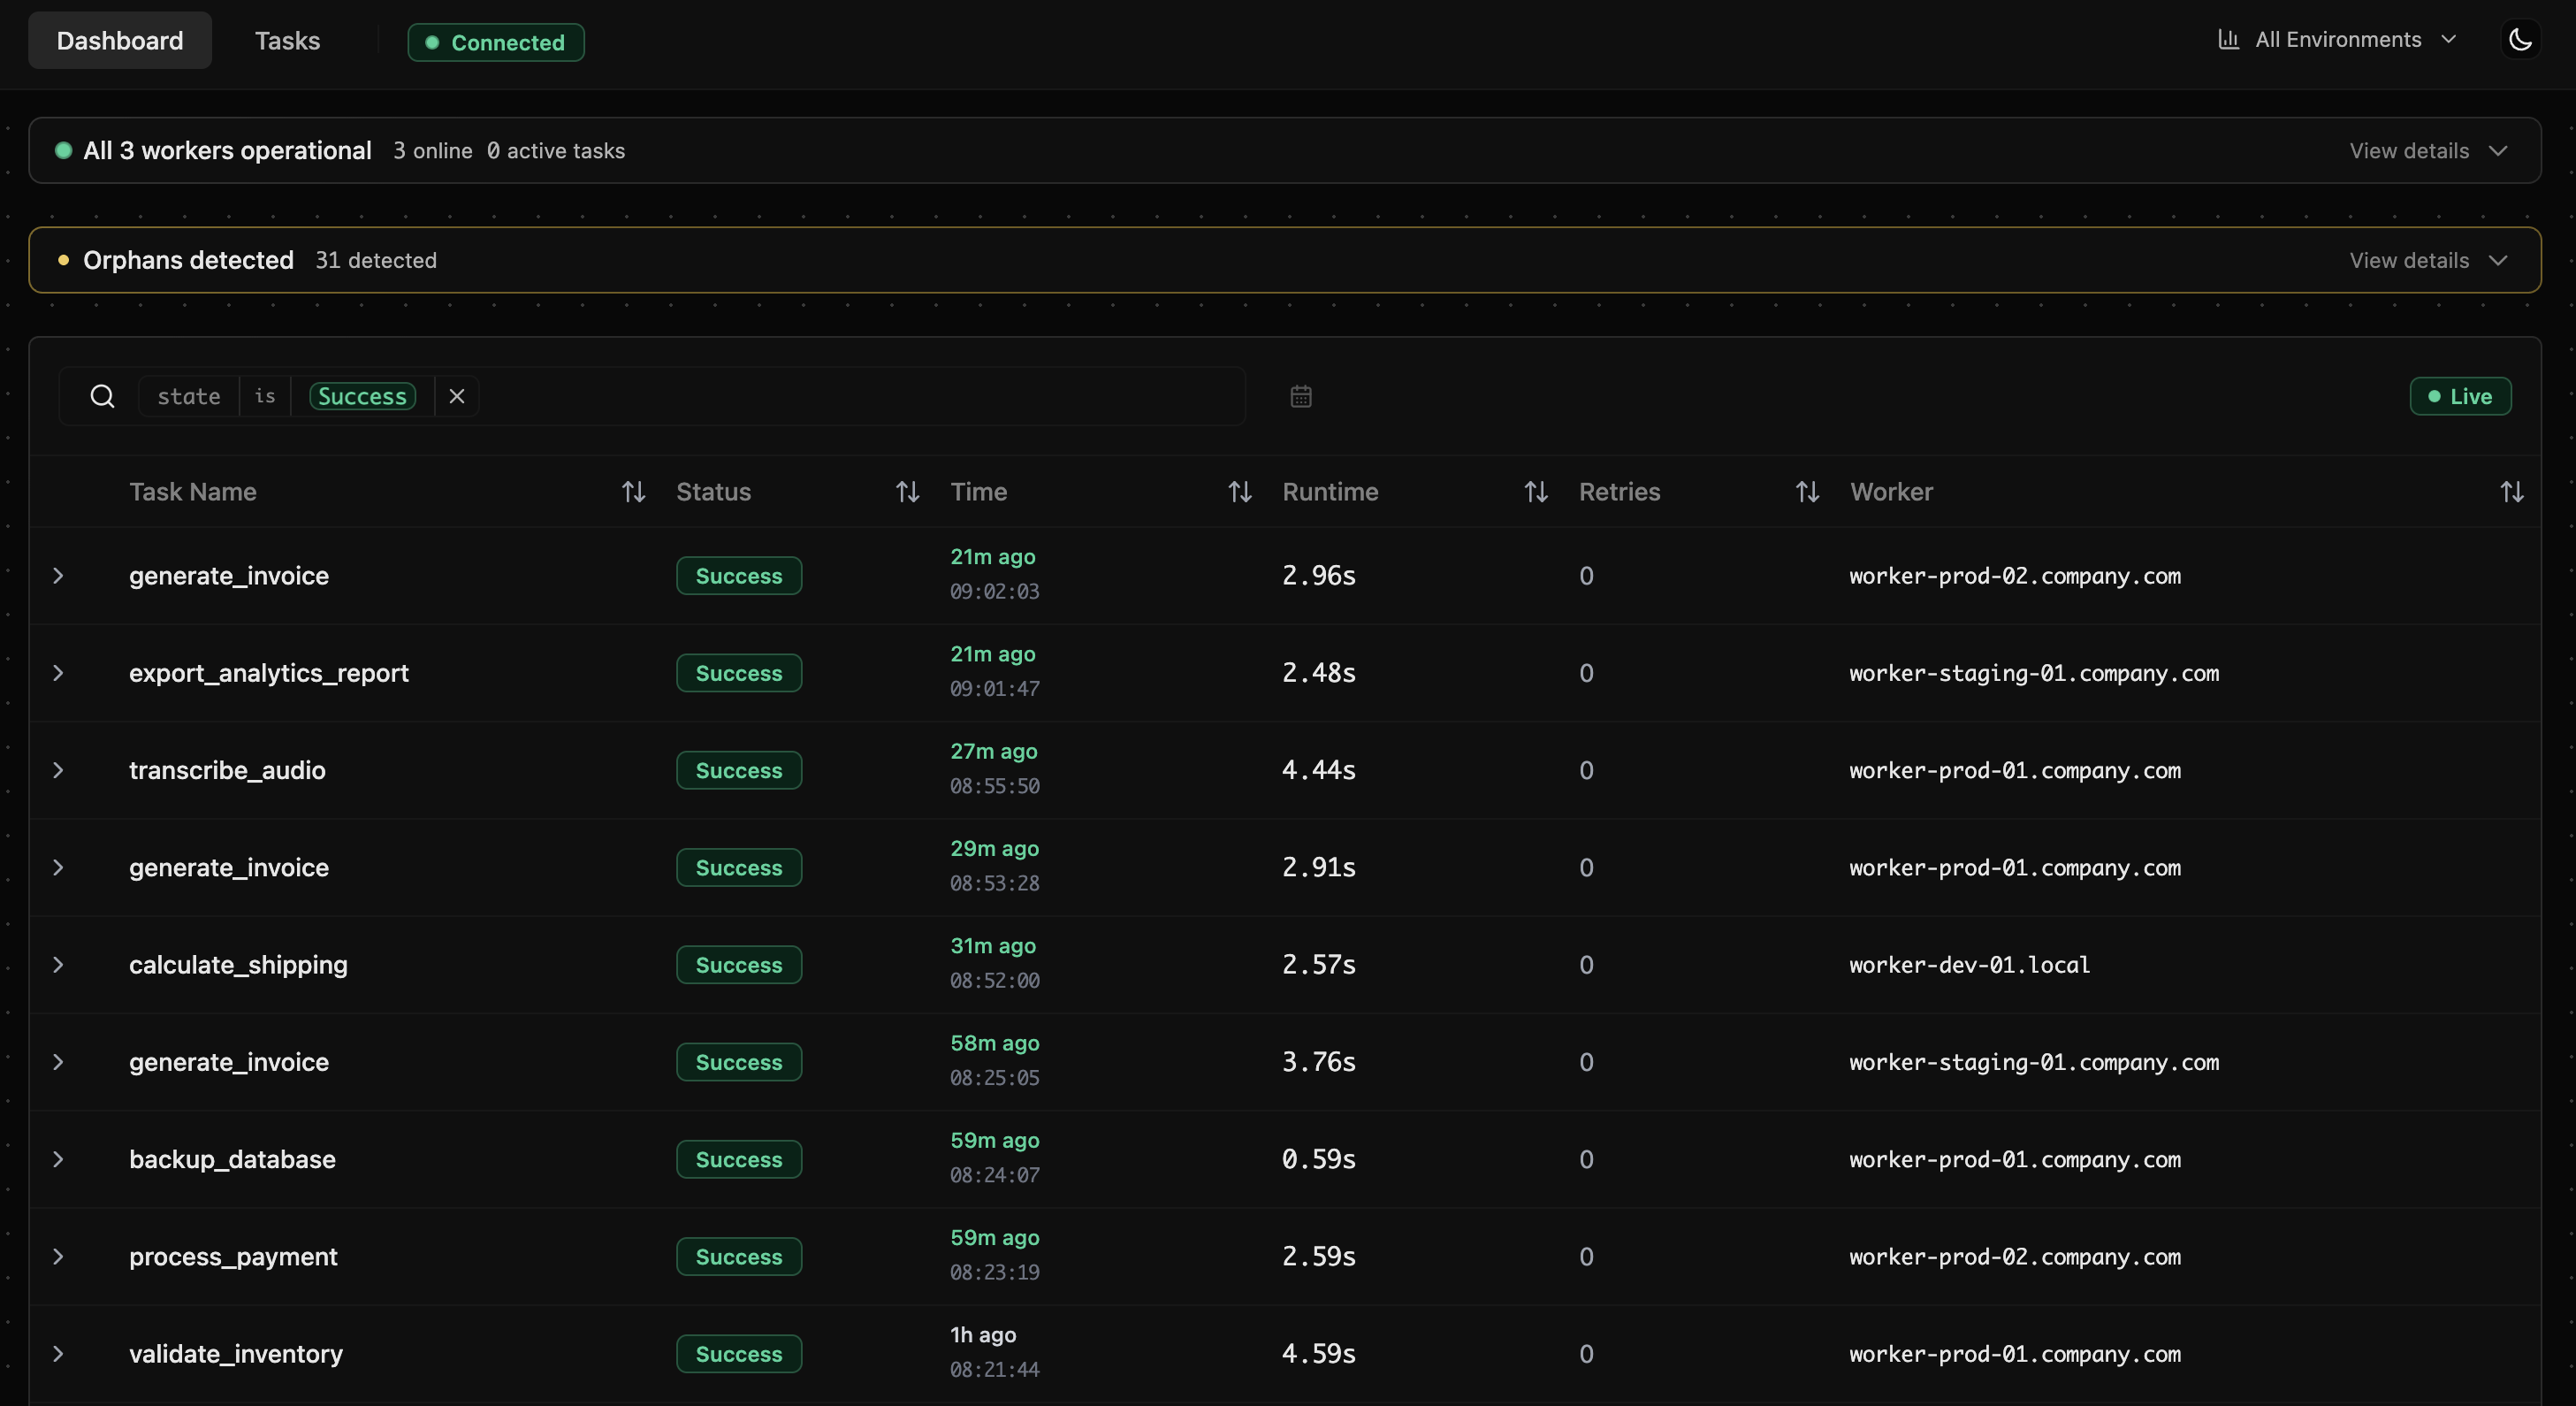 Dashboard Tasks Connected All Environments
All 3 workers operational 3 online 0 active tasks View details
Orphans detected 31 detected View details
state is Success Live
Task Name Status Time Runtime Retries Worker
generate_invoice Success 21m ago 09:02:03 2.96s 0 worker-prod-02.company.com
export_analytics_report Success 21m ago 09:01:47 2.48s 0 worker-staging-01.company.com
transcribe_audio Success 27m ago 08:55:50 4.44s 0 worker-prod-01.company.com
generate_invoice Success 29m ago 08:53:28 2.91s 0 worker-prod-01.company.com
calculate_shipping Success 31m ago 08:52:00 2.57s 0 worker-dev-01.local
generate_invoice Success 58m ago 08:25:05 3.76s 0 worker-staging-01.company.com
backup_database Success 59m ago 08:24:07 0.59s 0 worker-prod-01.company.com
process_payment Success 59m ago 08:23:19 2.59s 0 worker-prod-02.company.com
validate_inventory Success 1h ago 08:21:44 4.59s 0 worker-prod-01.company.com